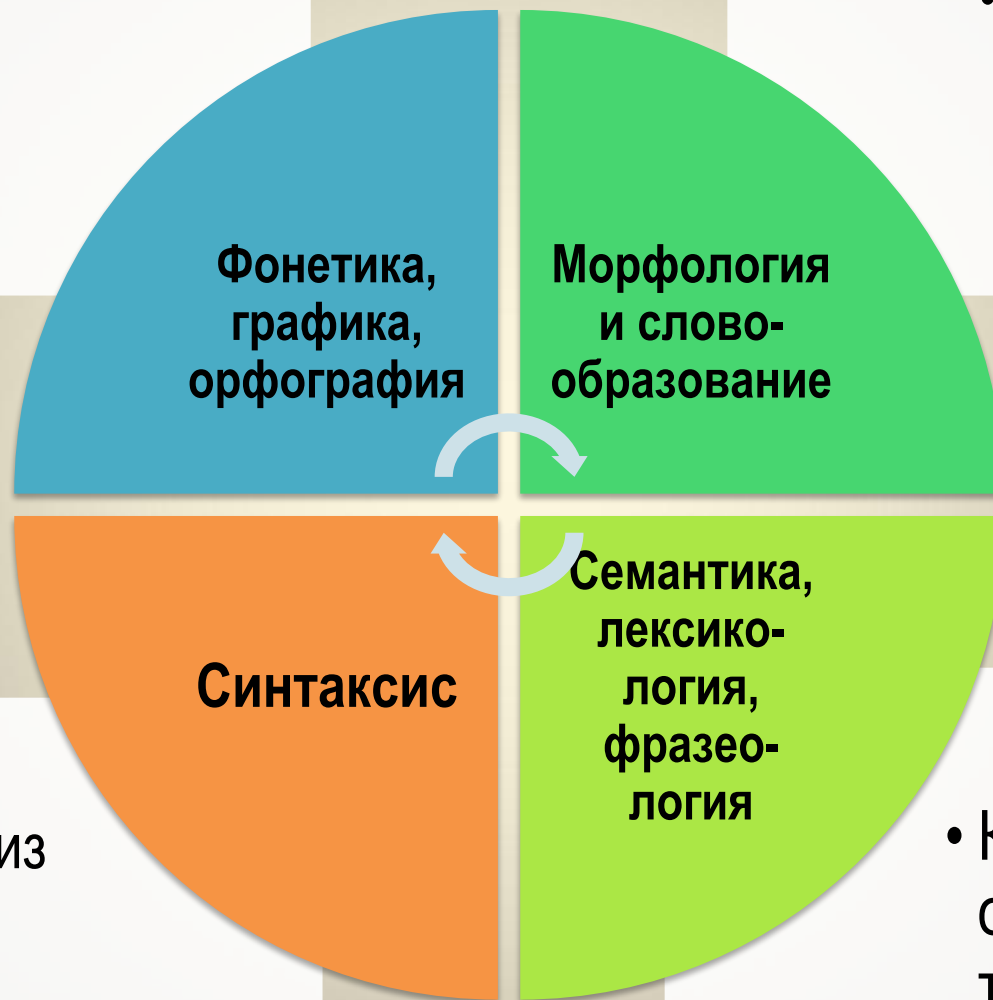 Фонетика,
графика,
орфография
Морфология
и слово-
образование
Синтаксис
Семантика,
лексико-
логия,
фразео-
логия
из
•
•